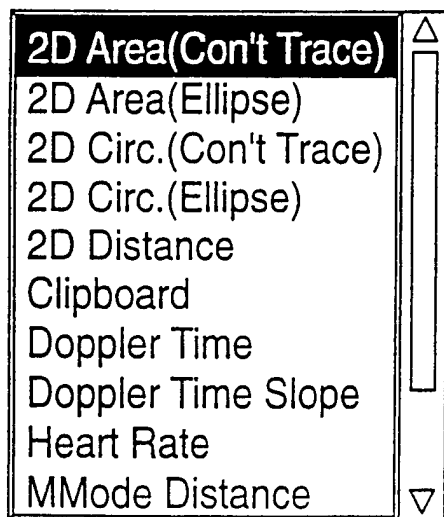 2D Area(Con't Trace)
2D Area(Ellipse)
2D Circ.(Con't Trace)
2D Circ.(Ellipse)
2D Distance
Clipboard
Doppler Time
Doppler Time Slope
Heart Rate
MMode Distance